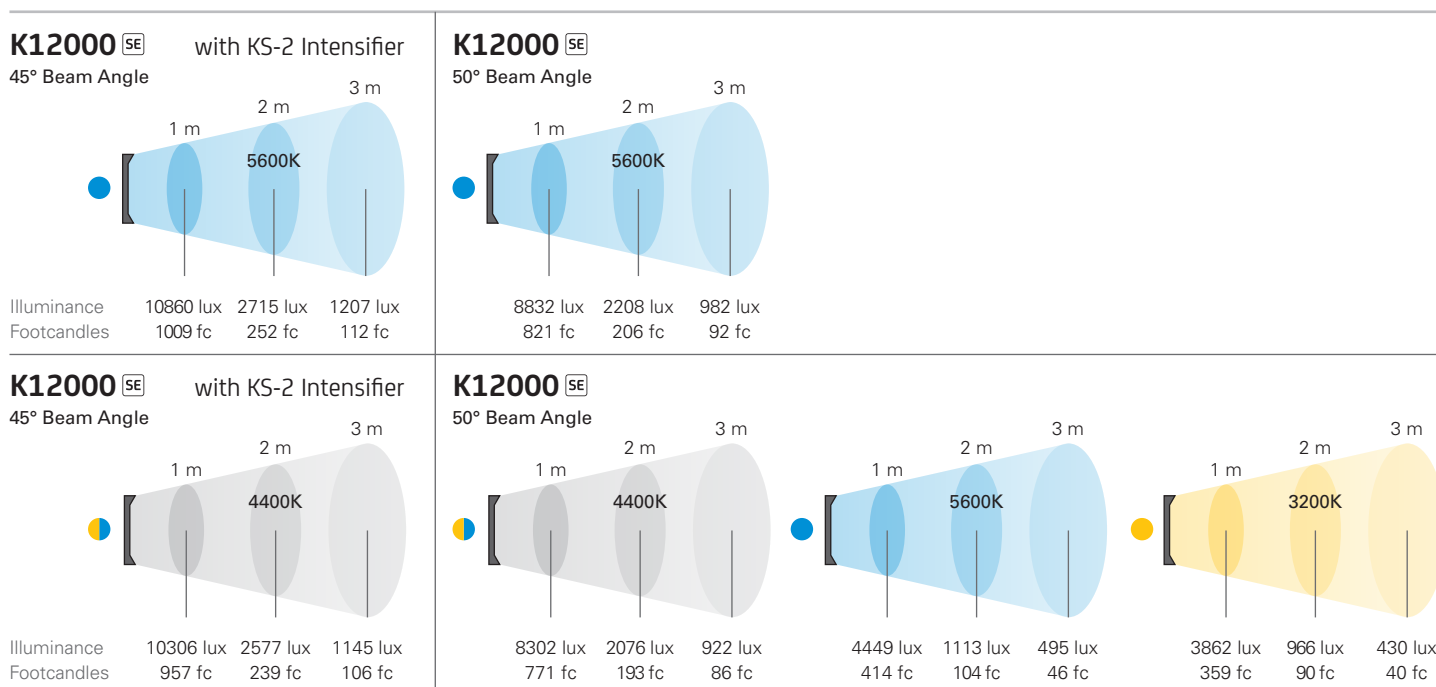 K12000 SE with KS-2 Intensifier
45° Beam Angle
1 m 2 m 3 m
5600K
Illuminance 10860 lux 2715 lux 1207 lux
Footcandles 1009 fc 252 fc 112 fc
K12000 SE
50° Beam Angle
1 m 2 m 3 m
5600K
8832 lux 2208 lux 982 lux
821 fc 206 fc 92 fc
K12000 SE with KS-2 Intensifier
45° Beam Angle
1 m 2 m 3 m
4400K
Illuminance 10306 lux 2577 lux 1145 lux
Footcandles 957 fc 239 fc 106 fc
K12000 SE
50° Beam Angle
1 m 2 m 3 m
4400K
8302 lux 2076 lux 922 lux
771 fc 193 fc 86 fc
1 m 2 m 3 m
5600K
4449 lux 1113 lux 495 lux
414 fc 104 fc 46 fc
1 m 2 m 3 m
3200K
3862 lux 966 lux 430 lux
359 fc 90 fc 40 fc